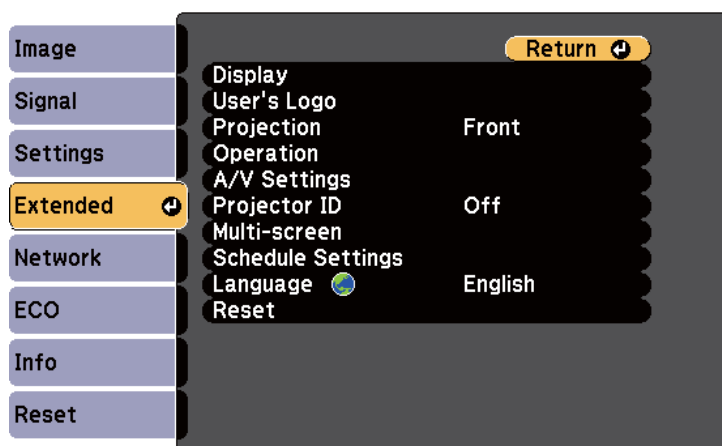 Image
Signal
Settings
Extended
Network
ECO
Info
Reset
Return
Display
User's Logo
Projection Front
Operation
A/V Settings
Projector ID Off
Multi-screen
Schedule Settings
Language English
Reset